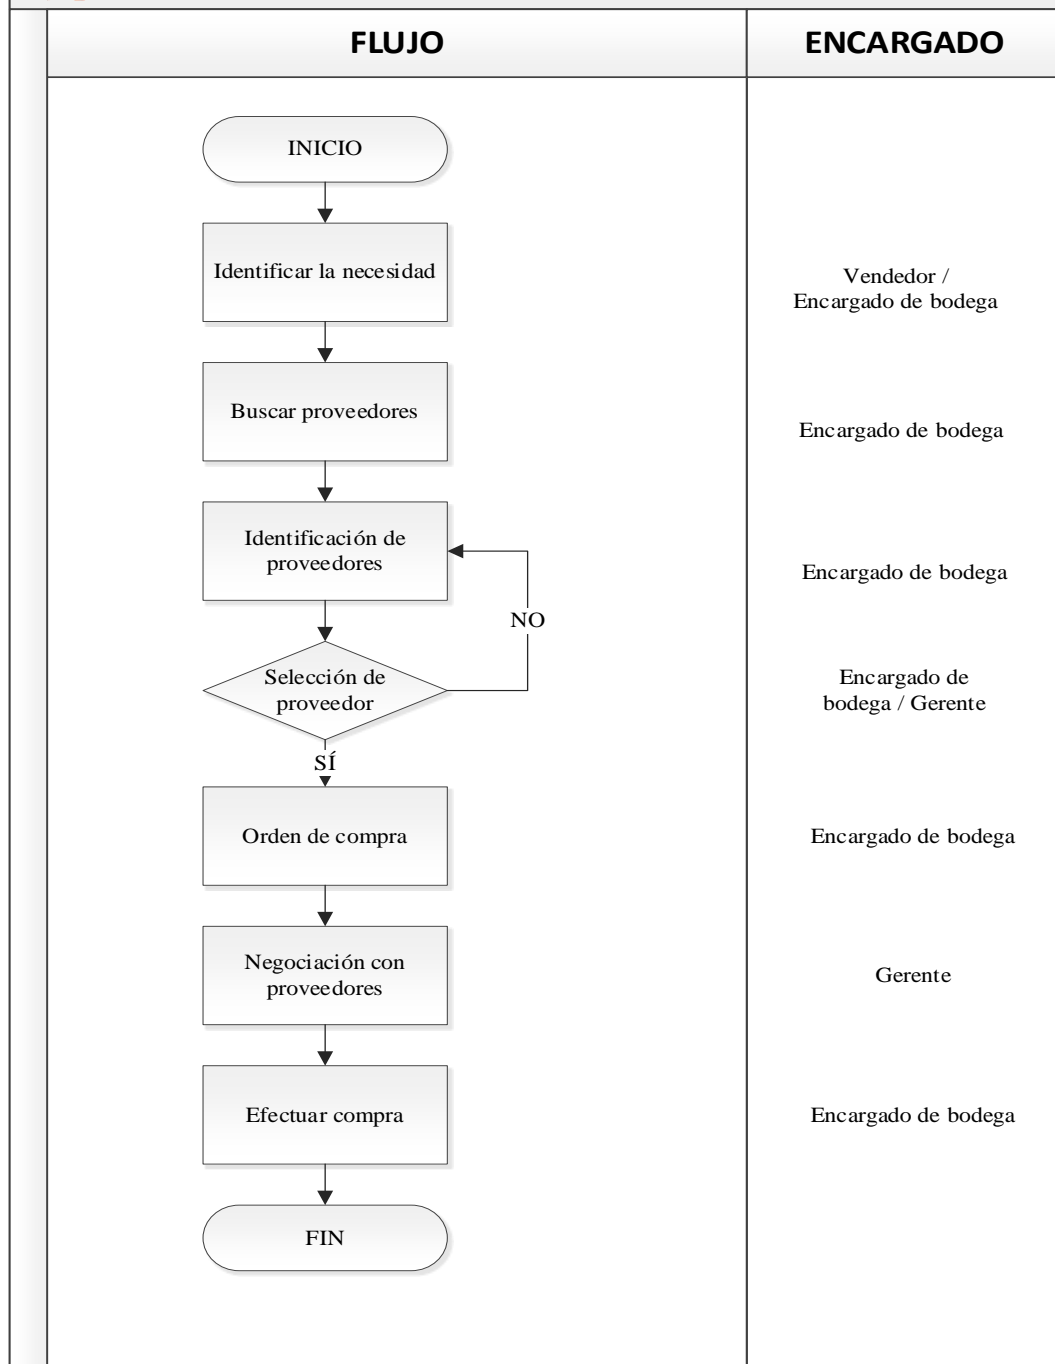 FLUJO
ENCARGADO
INICIO
Identificar la necesidad
Vendedor /
Encargado de bodega
Buscar proveedores
Encargado de bodega
Identificación de
proveedores
Encargado de bodega
NO
Selección de
proveedor
Encargado de
bodega / Gerente
SÍ
Orden de compra
Encargado de bodega
Negociación con
proveedores
Gerente
Efectuar compra
Encargado de bodega
FIN